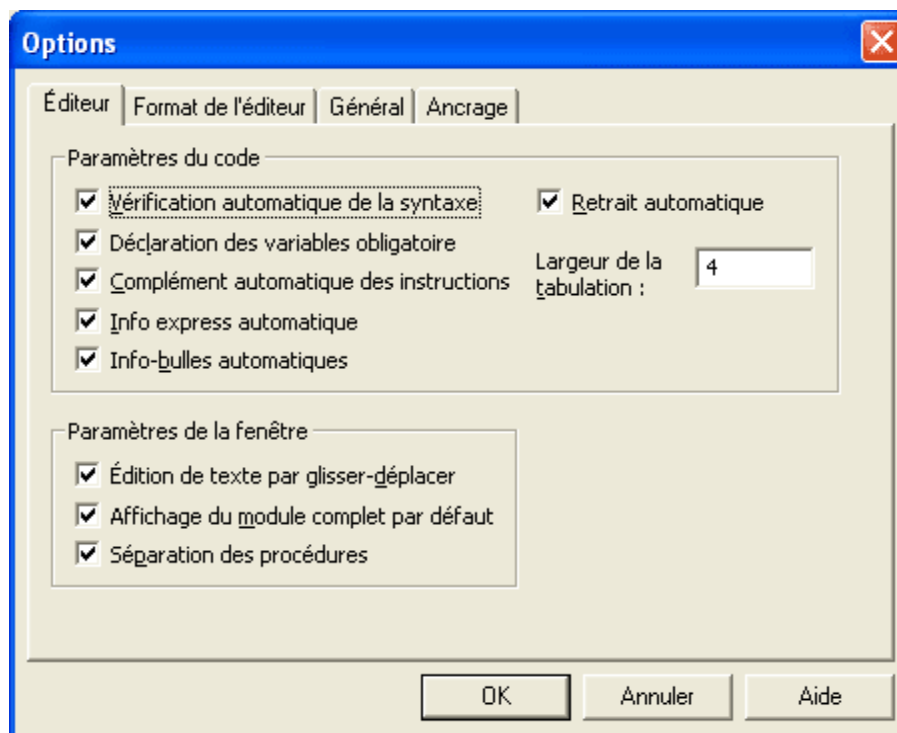 Options
Éditeur
Format de l'éditeur
Général
Ancrage
Paramètres du code
Vérification automatique de la syntaxe
Retrait automatique
Déclaration des variables obligatoire
Largeur de la
tabulation :
4
Complément automatique des instructions
Info express automatique
Info-bulles automatiques
Paramètres de la fenêtre
Édition de texte par glisser-déplacer
Affichage du module complet par défaut
Séparation des procédures
OK
Annuler
Aide